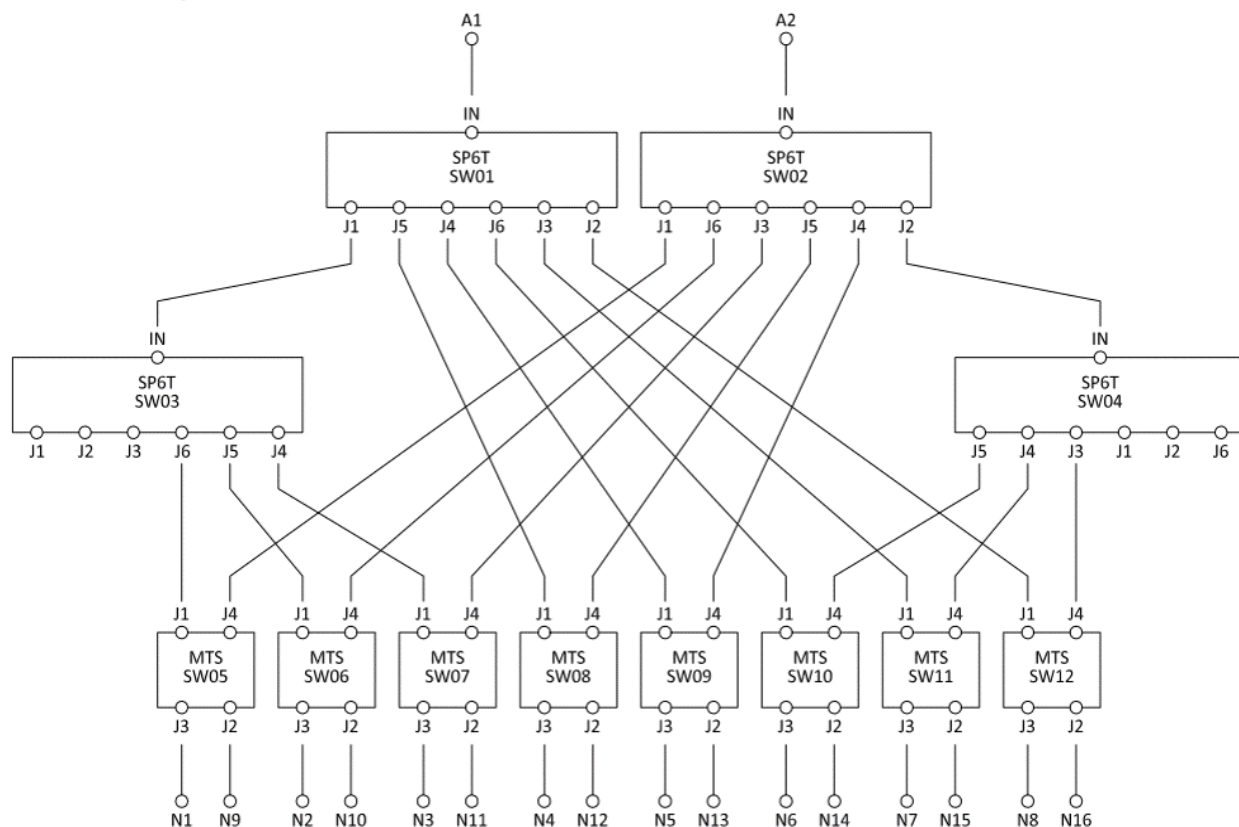 A1 A2
IN IN
SP6T SP6T
SW01 SW02
J1 J5 J4 J6 J3 J2 J1 J6 J3 J5 J4 J2
IN IN
SP6T SP6T
SW03 SW04
J1 J2 J3 J6 J5 J4 J5 J4 J3 J1 J2 J6
J1 J4 J1 J4 J1 J4 J1 J4 J1 J4 J1 J4 J1 J4 J1 J4
MTS MTS MTS MTS MTS MTS MTS MTS
SW05 SW06 SW07 SW08 SW09 SW10 SW11 SW12
J3 J2 J3 J2 J3 J2 J3 J2 J3 J2 J3 J2 J3 J2 J3 J2
N1 N9 N2 N10 N3 N11 N4 N12 N5 N13 N6 N14 N7 N15 N8 N16